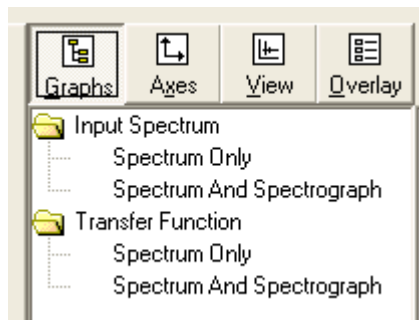 Graphs Axes View Overlay
Input Spectrum
Spectrum Only
Spectrum And Spectrograph
Transfer Function
Spectrum Only
Spectrum And Spectrograph